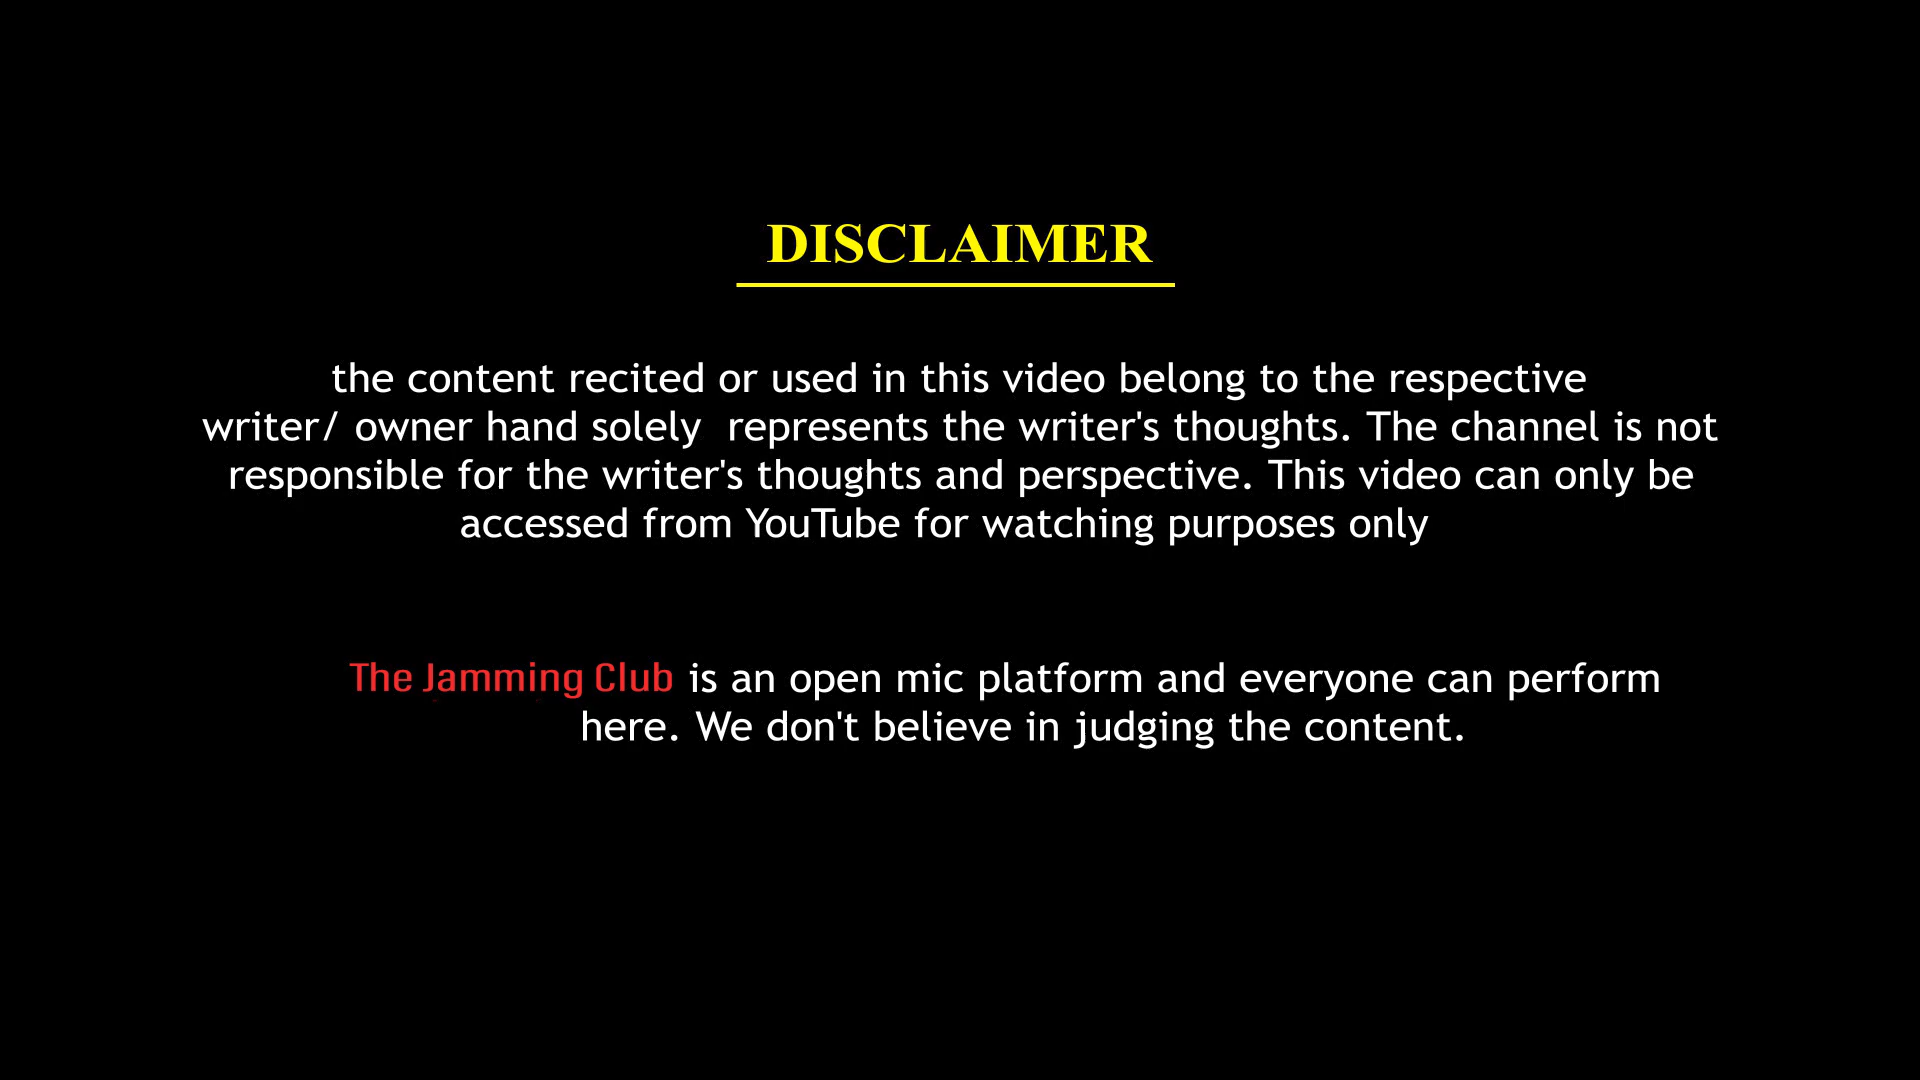 DISCLAIMER
the content recited or used in this video belong to the respective
writer/ owner hand solely  represents the writer's thoughts. The channel is not
responsible for the writer's thoughts and perspective. This video can only be
accessed from YouTube for watching purposes only
The Jamming Club is an open mic platform and everyone can perform
here. We don't believe in judging the content.